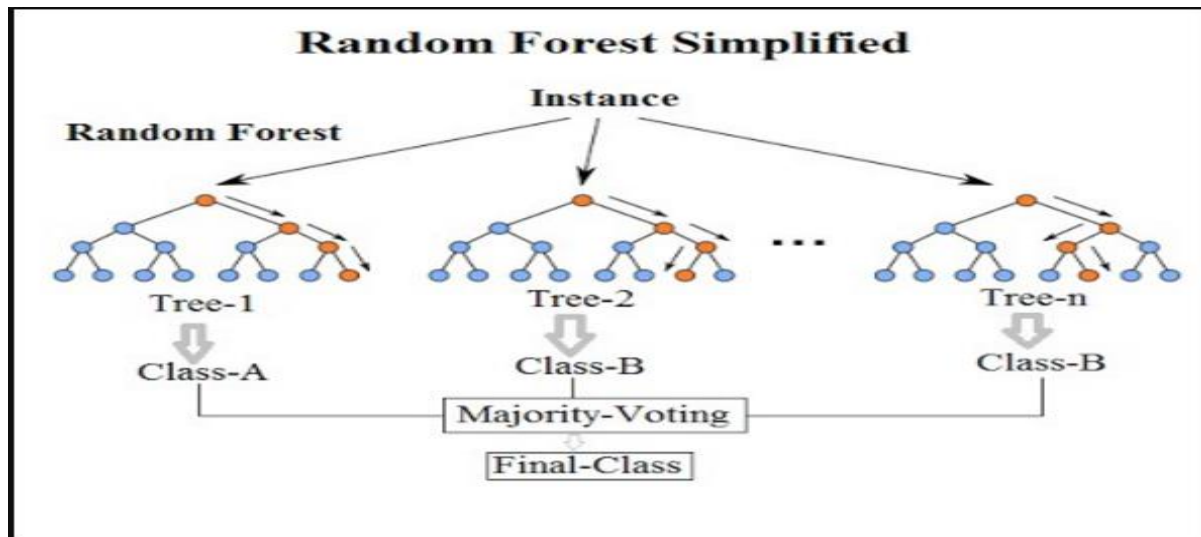 Random Forest Simplified
Instance
Random Forest
...
Tree-1 Tree-2 Tree-n
Class-A Class-B Class-B
Majority-Voting
Final-Class